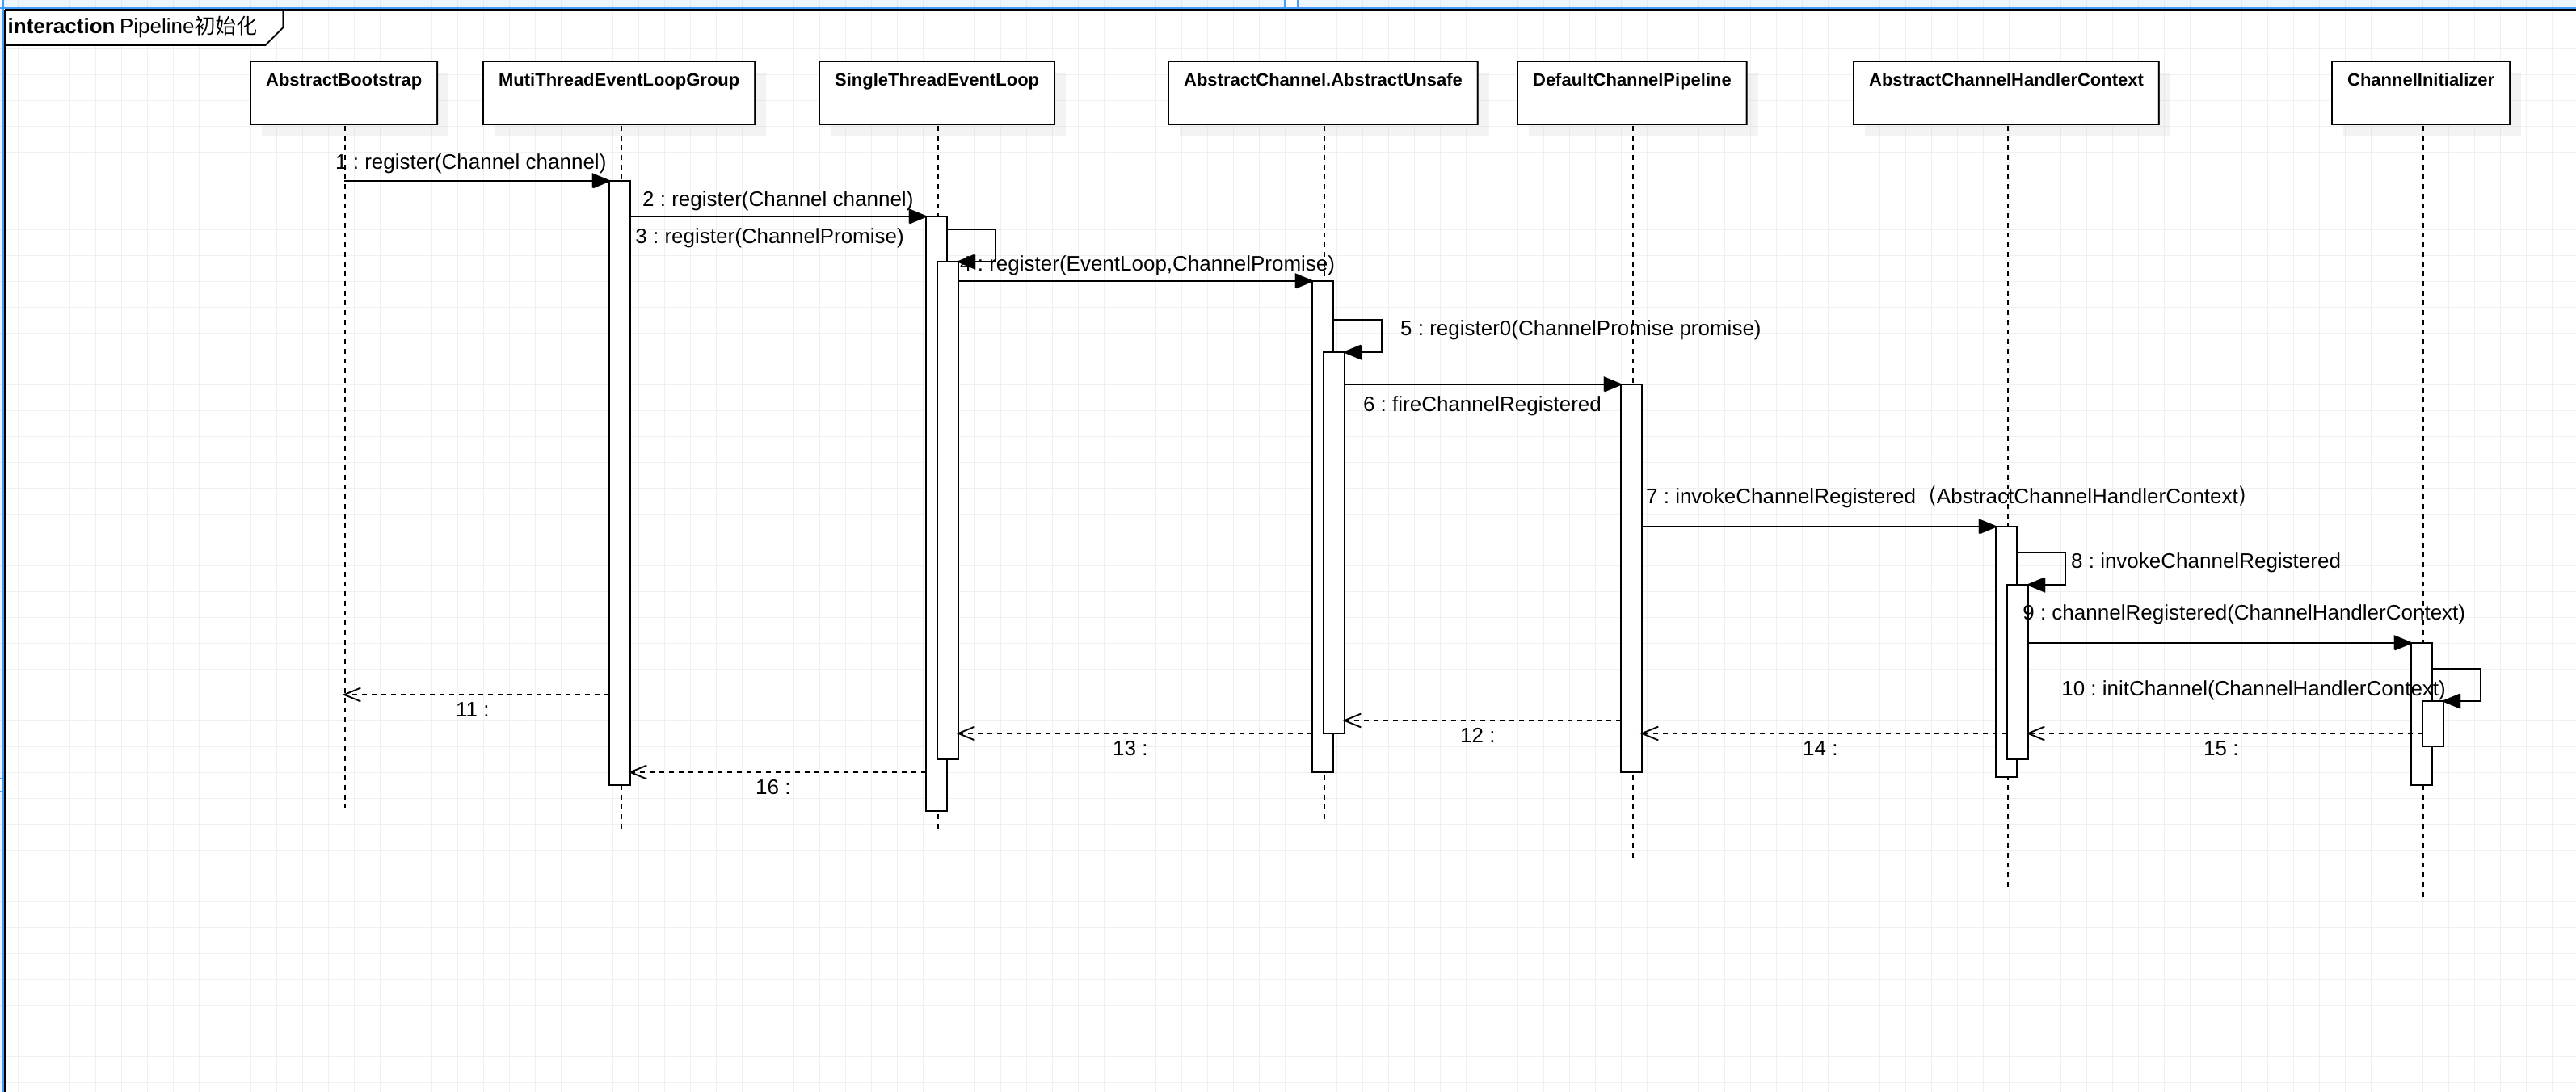 interaction Pipeline初始化
AbstractBootstrap
MutiThreadEventLoopGroup
SingleThreadEventLoop
AbstractChannel.AbstractUnsafe
DefaultChannelPipeline
AbstractChannelHandlerContext
ChannelInitializer
1 : register(Channel channel)
2 : register(Channel channel)
3 : register(ChannelPromise)
4 : register(EventLoop,ChannelPromise)
5 : register0(ChannelPromise promise)
6 : fireChannelRegistered
7 : invokeChannelRegistered（AbstractChannelHandlerContext）
8 : invokeChannelRegistered
9 : channelRegistered(ChannelHandlerContext)
10 : initChannel(ChannelHandlerContext)
11 :
12 :
13 :
14 :
15 :
16 :